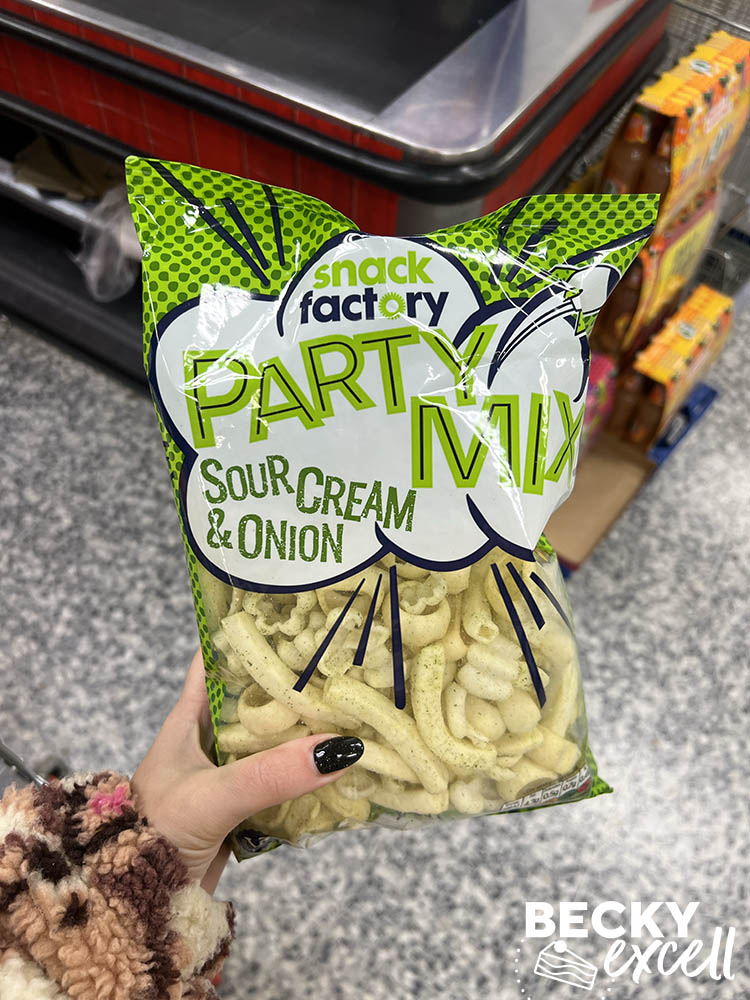 snack
factory
PARTY
MIX
SOUR CREAM
& ONION
BECKY
excell